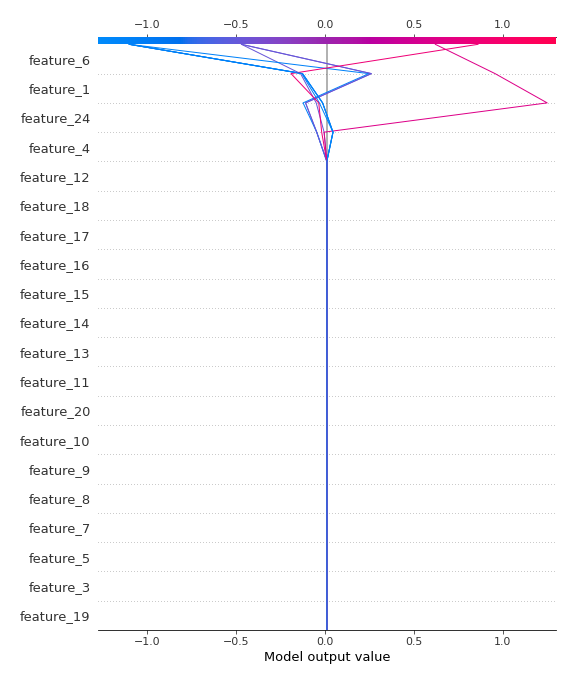 −1.0 −0.5 0.0 0.5 1.0
feature_6
feature_1
feature_24
feature_4
feature_12
feature_18
feature_17
feature_16
feature_15
feature_14
feature_13
feature_11
feature_20
feature_10
feature_9
feature_8
feature_7
feature_5
feature_3
feature_19
−1.0 −0.5 0.0 0.5 1.0
Model output value